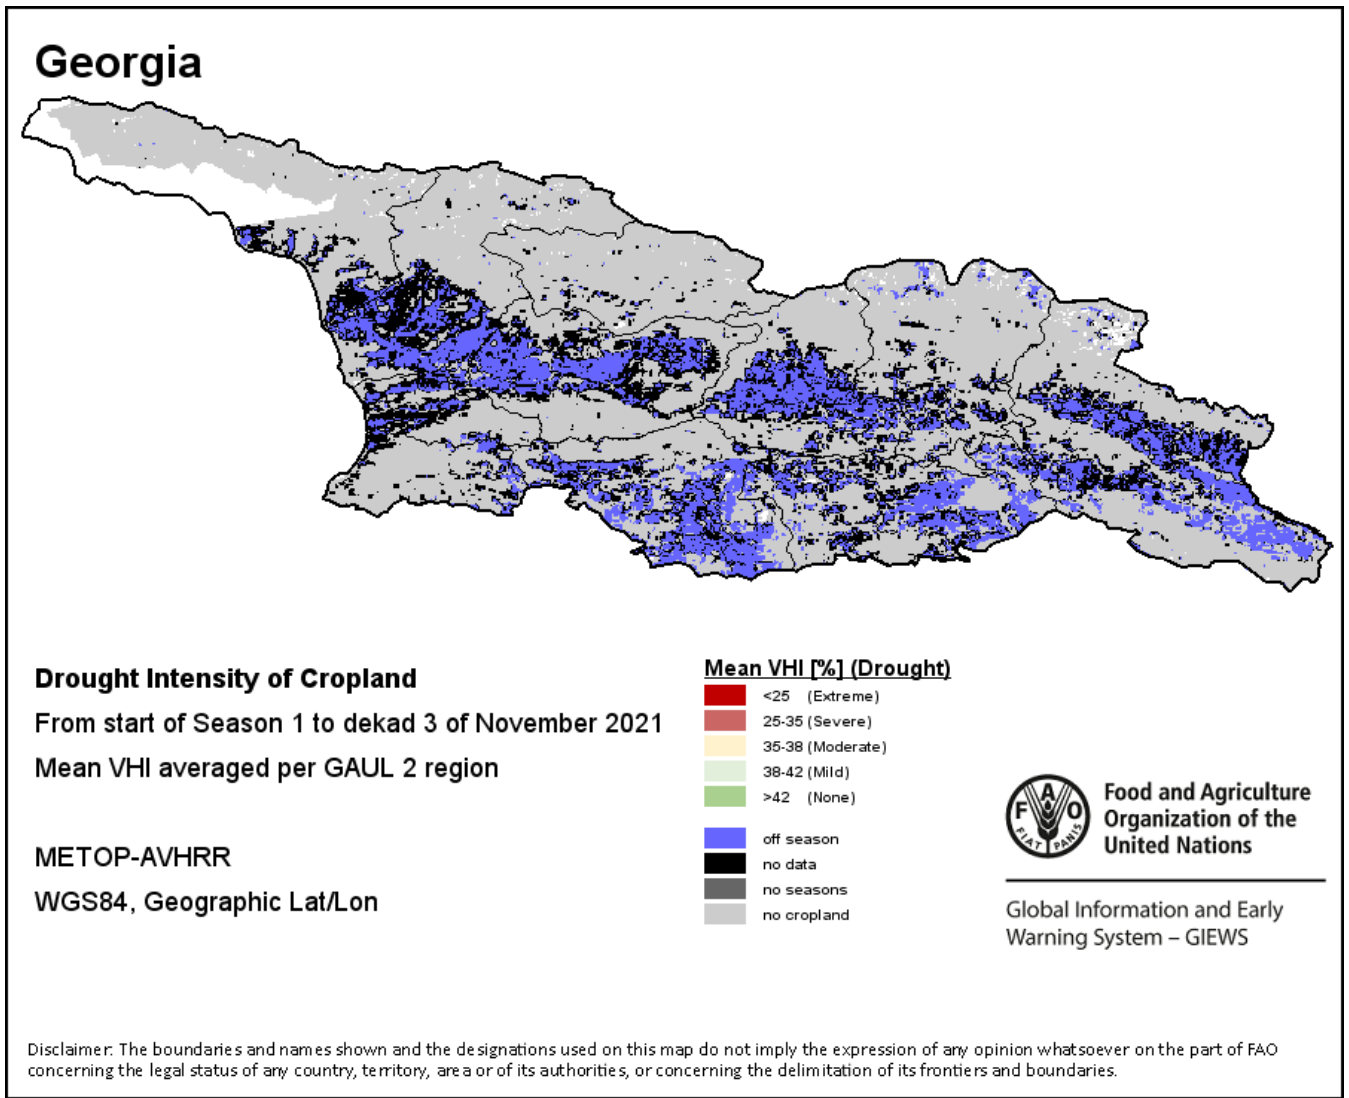 Georgia
Drought Intensity of Cropland
From start of Season 1 to dekad 3 of November 2021
Mean VHI averaged per GAUL 2 region
METOP-AVHRR
WGS84, Geographic Lat/Lon
Mean VHI [%] (Drought)
<25 (Extreme)
25-35 (Severe)
35-38 (Moderate)
38-42 (Mild)
>42 (None)
off season
no data
no seasons
no cropland
F A O
FIAT PANIS
Food and Agriculture
Organization of the
United Nations
Global Information and Early
Warning System – GIEWS
Disclaimer: The boundaries and names shown and the designations used on this map do not imply the expression of any opinion whatsoever on the part of FAO
concerning the legal status of any country, territory, area or of its authorities, or concerning the delimitation of its frontiers and boundaries.